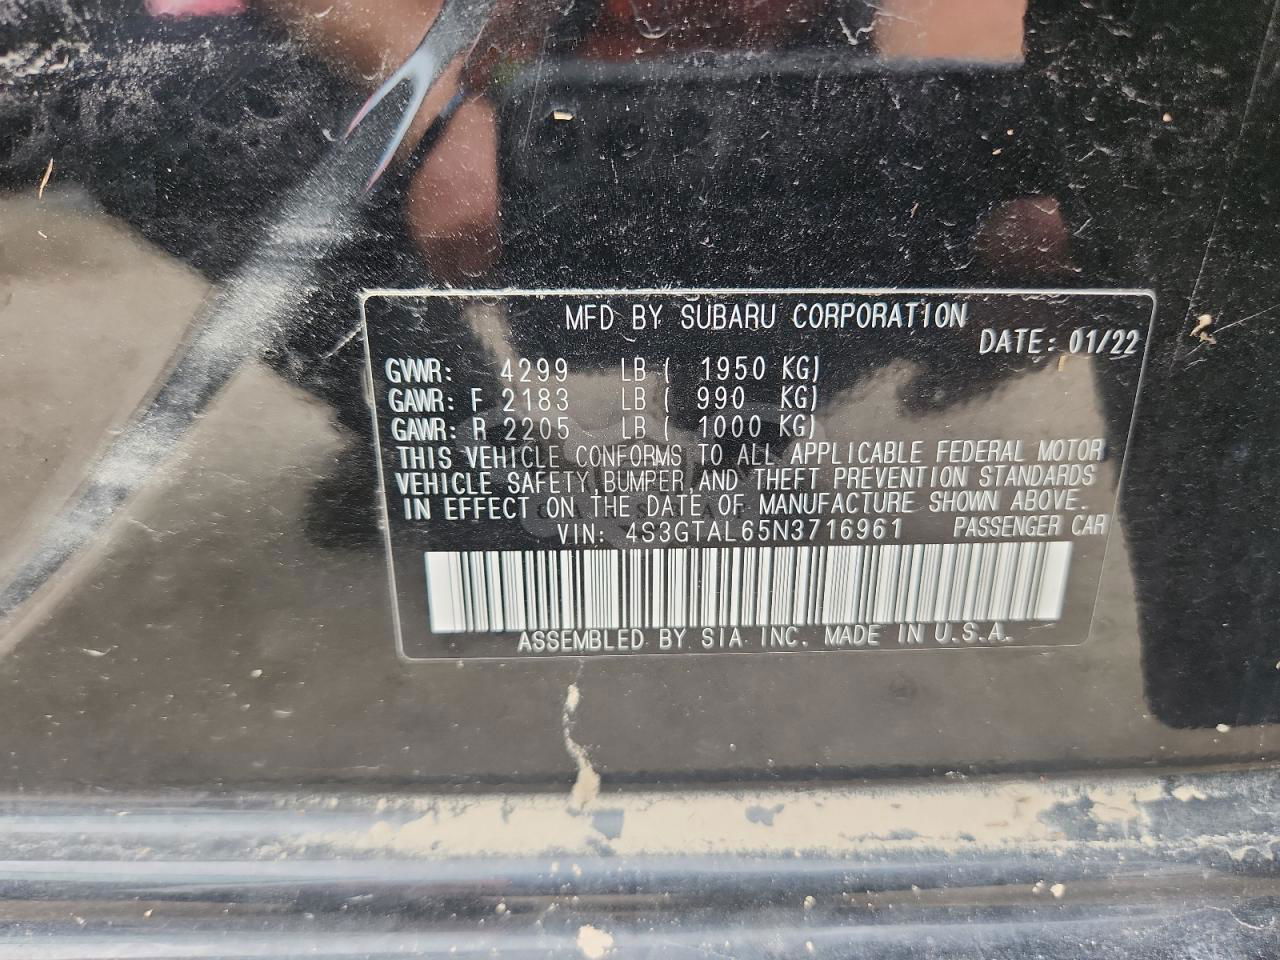 MFD BY SUBARU CORPORATION
DATE: 01/22
GVWR: 4299 LB ( 1950 KG)
GAWR: F 2183 LB ( 990 KG)
GAWR: R 2205 LB ( 1000 KG)
THIS VEHICLE CONFORMS TO ALL APPLICABLE FEDERAL MOTOR
VEHICLE SAFETY, BUMPER, AND THEFT PREVENTION STANDARDS
IN EFFECT ON THE DATE OF MANUFACTURE SHOWN ABOVE.
VIN: 4S3GTAL65N3716961 PASSENGER CAR
ASSEMBLED BY SIA INC. MADE IN U.S.A.